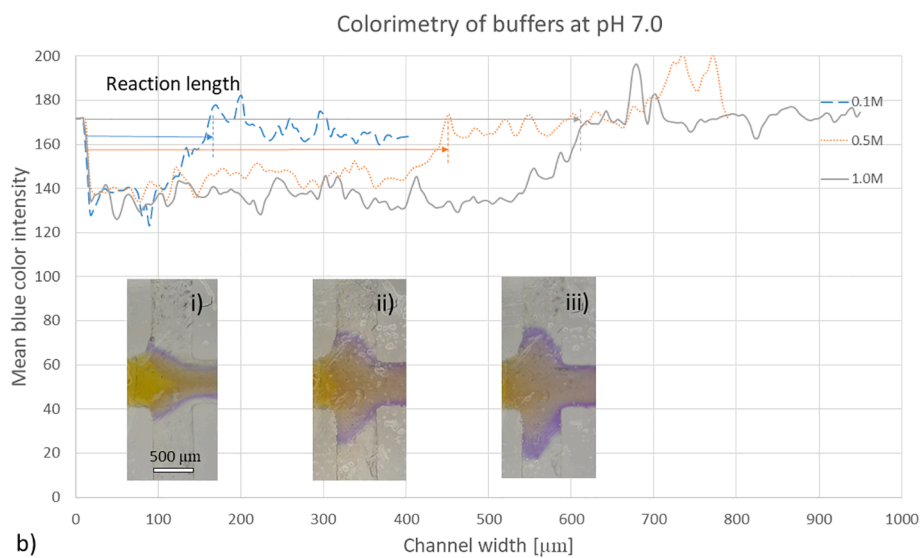 Colorimetry of buffers at pH 7.0
200
180
160
140
120
100
80
60
40
20
0
Mean blue color intensity
Reaction length
0.1M
0.5M
1.0M
i)
ii)
iii)
500 μm
0 100 200 300 400 500 600 700 800 900 1000
Channel width [μm]
b)